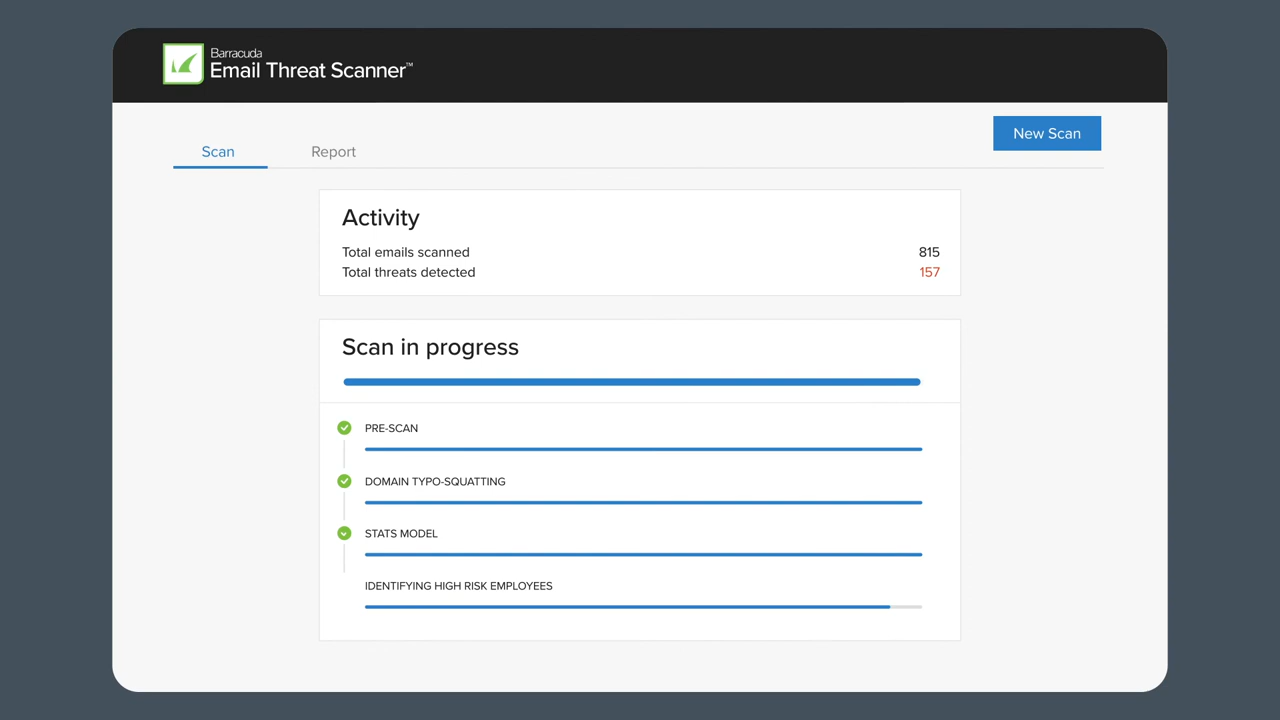 Barracuda
Email Threat Scanner™
New Scan
Scan Report
Activity
Total emails scanned 815
Total threats detected 157
Scan in progress
PRE-SCAN
DOMAIN TYPO-SQUATTING
STATS MODEL
IDENTIFYING HIGH RISK EMPLOYEES